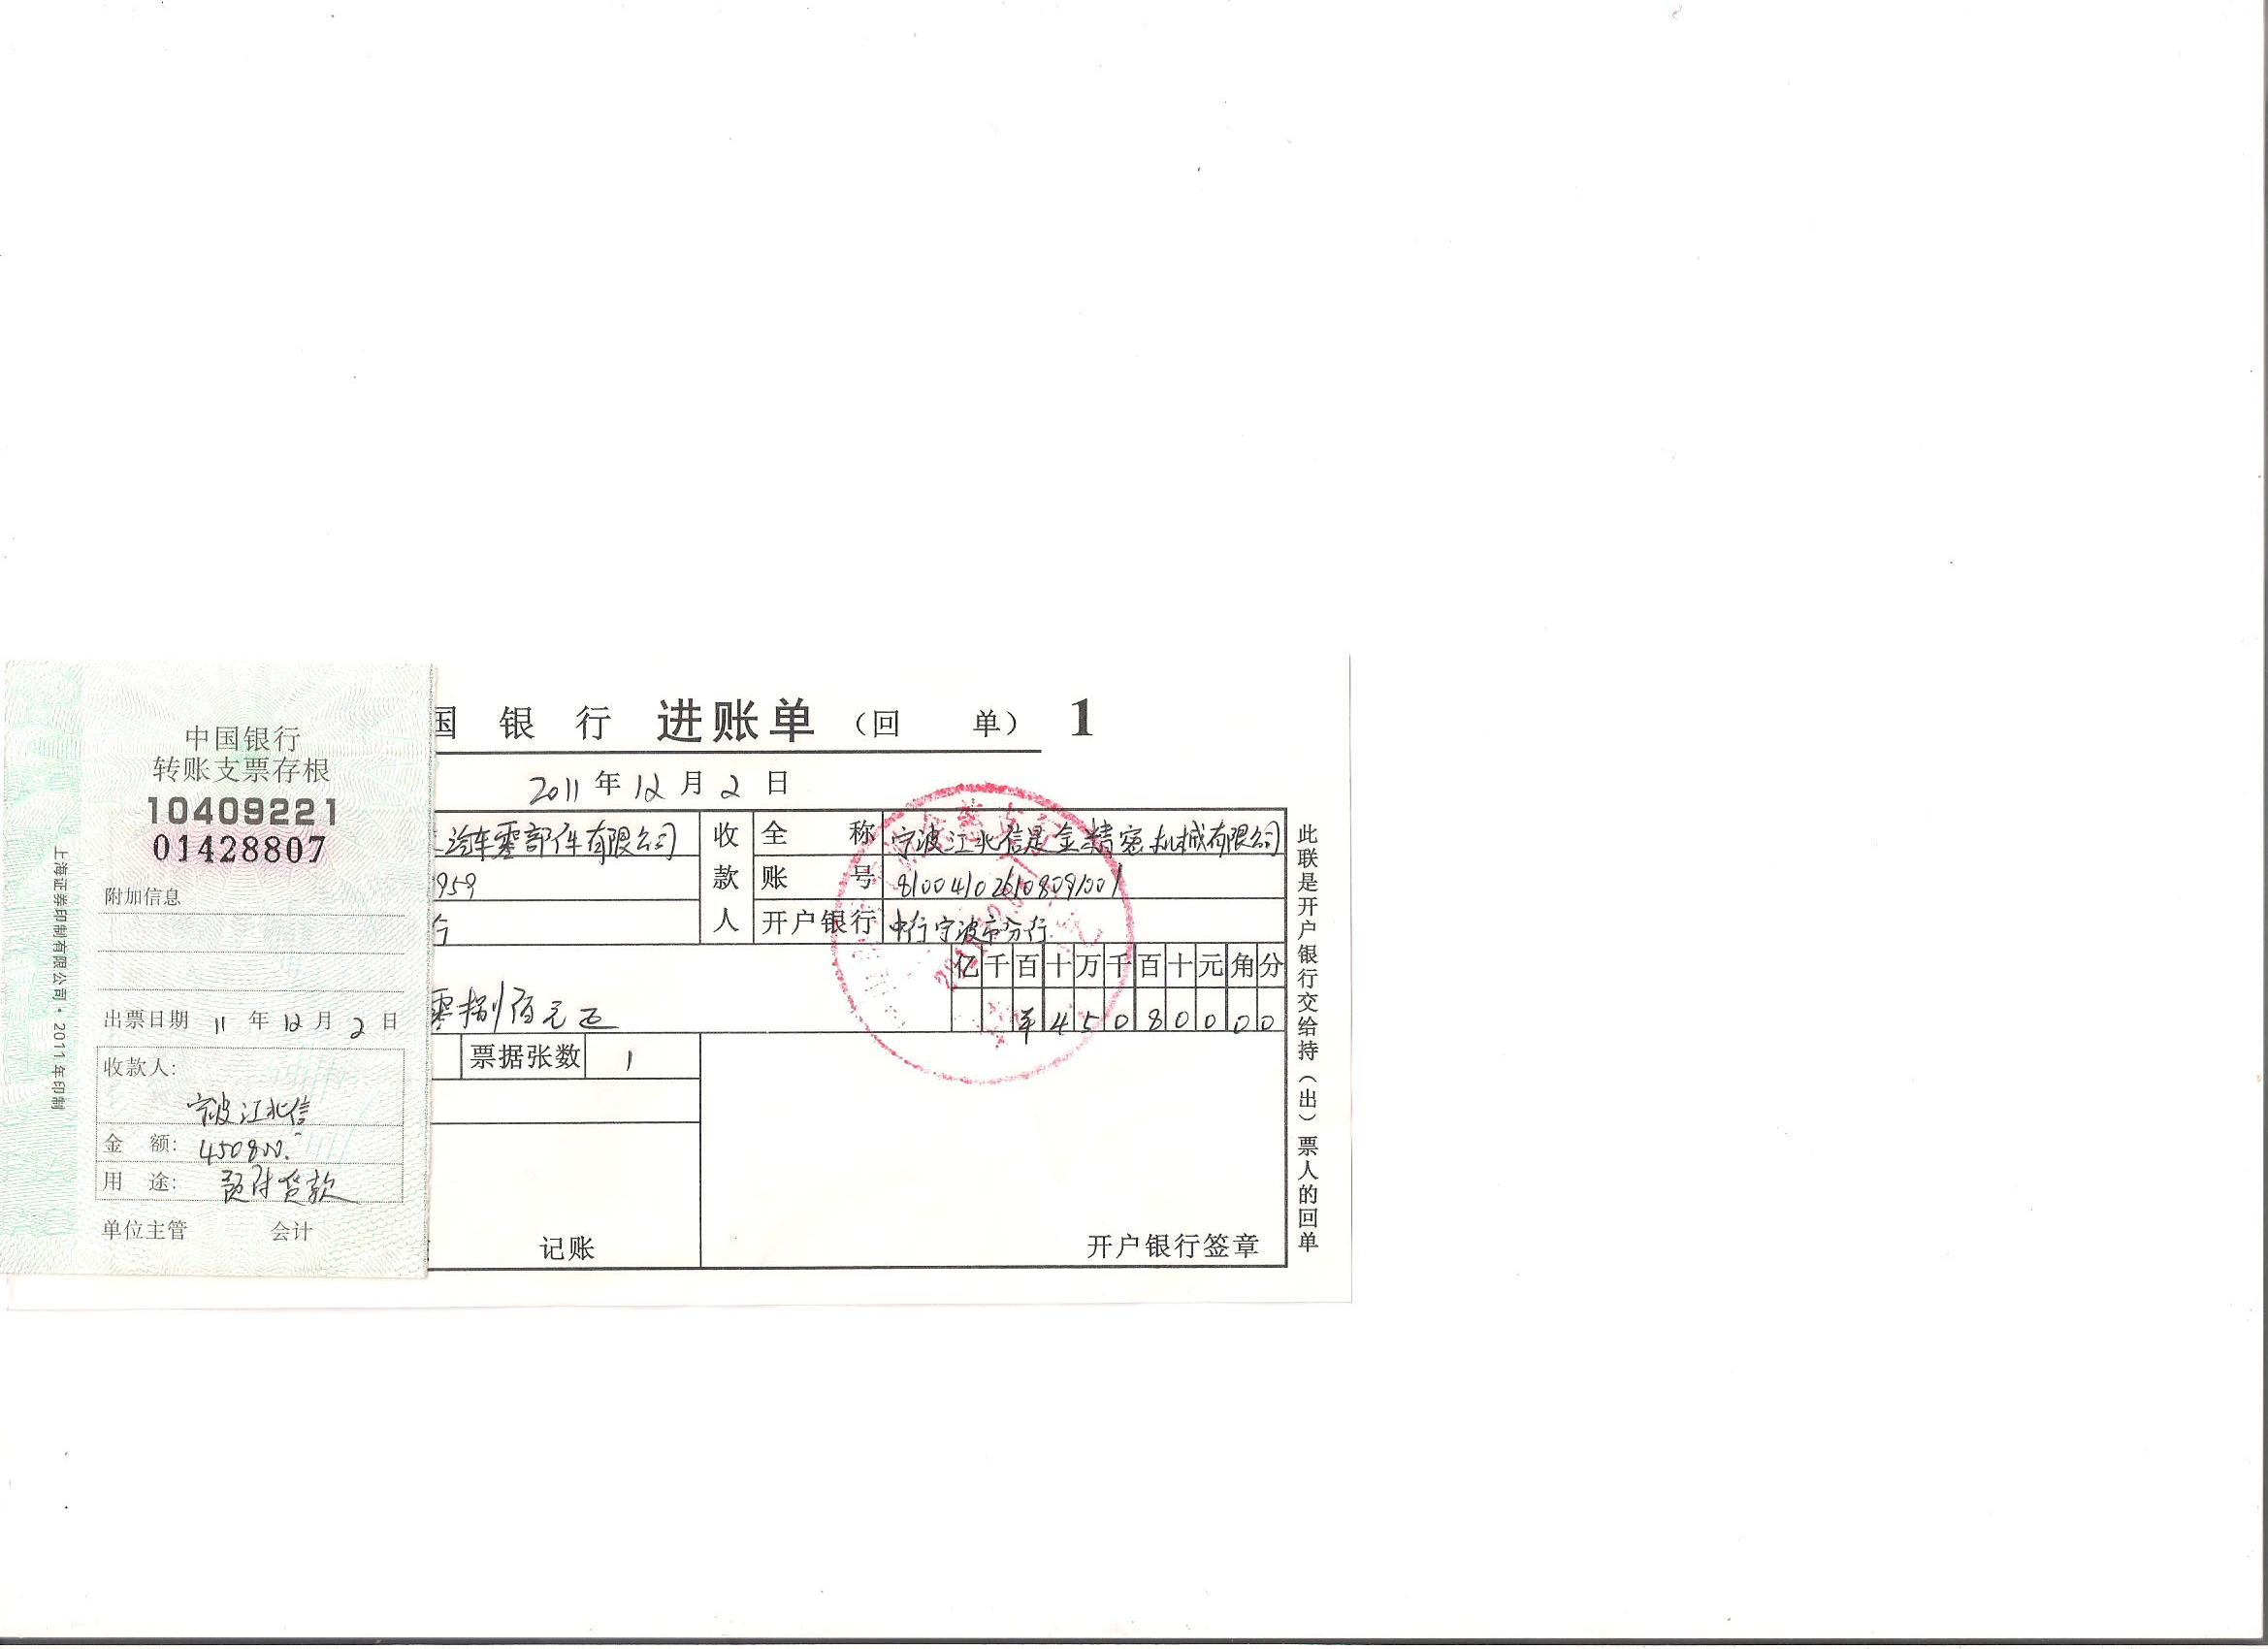 中国银行
转账支票存根
10409221
01428807
附加信息
出票日期 11 年 12 月 2 日
收款人:
宁波江北信
金 额: 450800.-
用 途: 预付货款
单位主管 会计
上海证券印制有限公司·2011年印制
国 银 行 进账单 (回 单) 1
2011 年 12 月 2 日
汽车零部件有限公司
959
行
收款人
全 称 宁波江北信是金精密机械有限公司
账 号 810041026108091001
开户银行 中行宁波市分行
亿 千 百 十 万 千 百 十 元 角 分
零捌佰元正
¥ 4 5 0 8 0 0 0 0
票据张数 1
记账
开户银行签章
此联是开户银行交给持(出)票人的回单